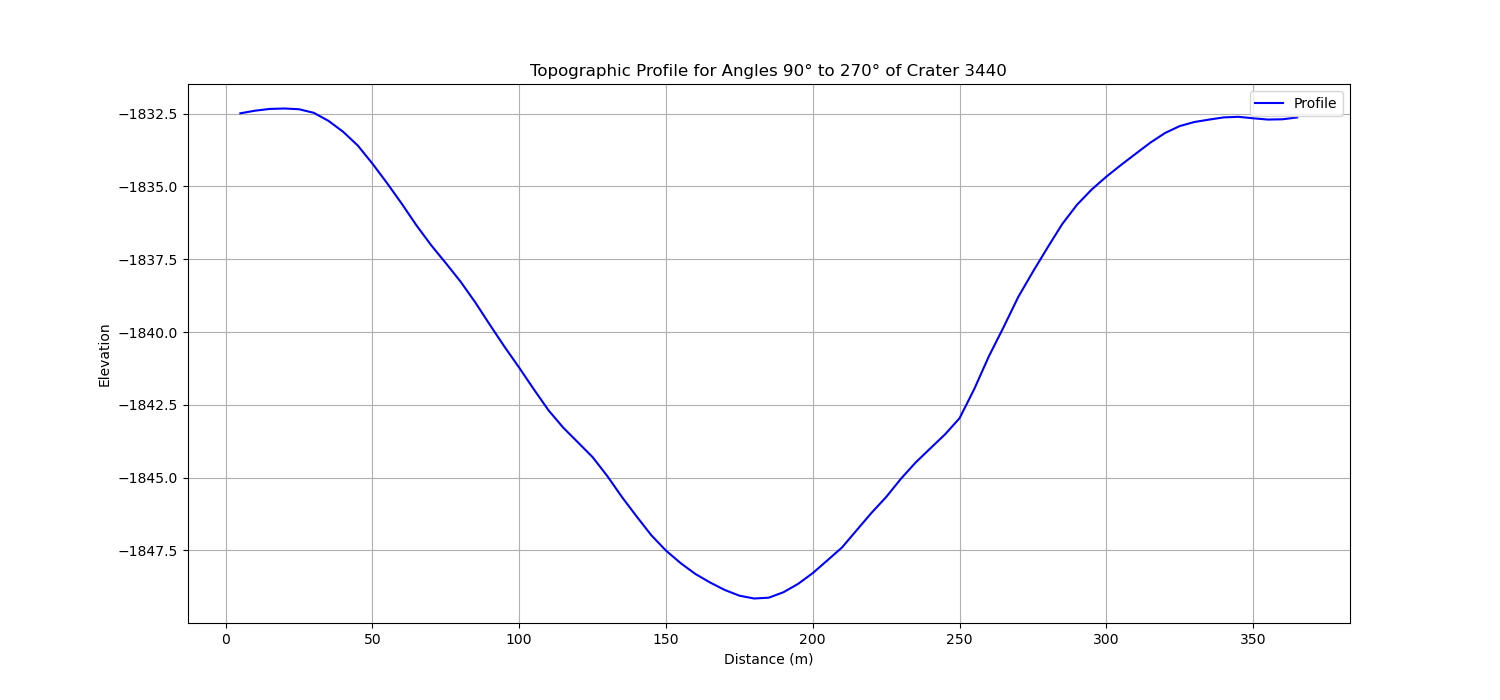 Topographic Profile for Angles 90° to 270° of Crater 3440
Profile
−1832.5
−1835.0
−1837.5
−1840.0
−1842.5
−1845.0
−1847.5
Elevation
0 50 100 150 200 250 300 350
Distance (m)